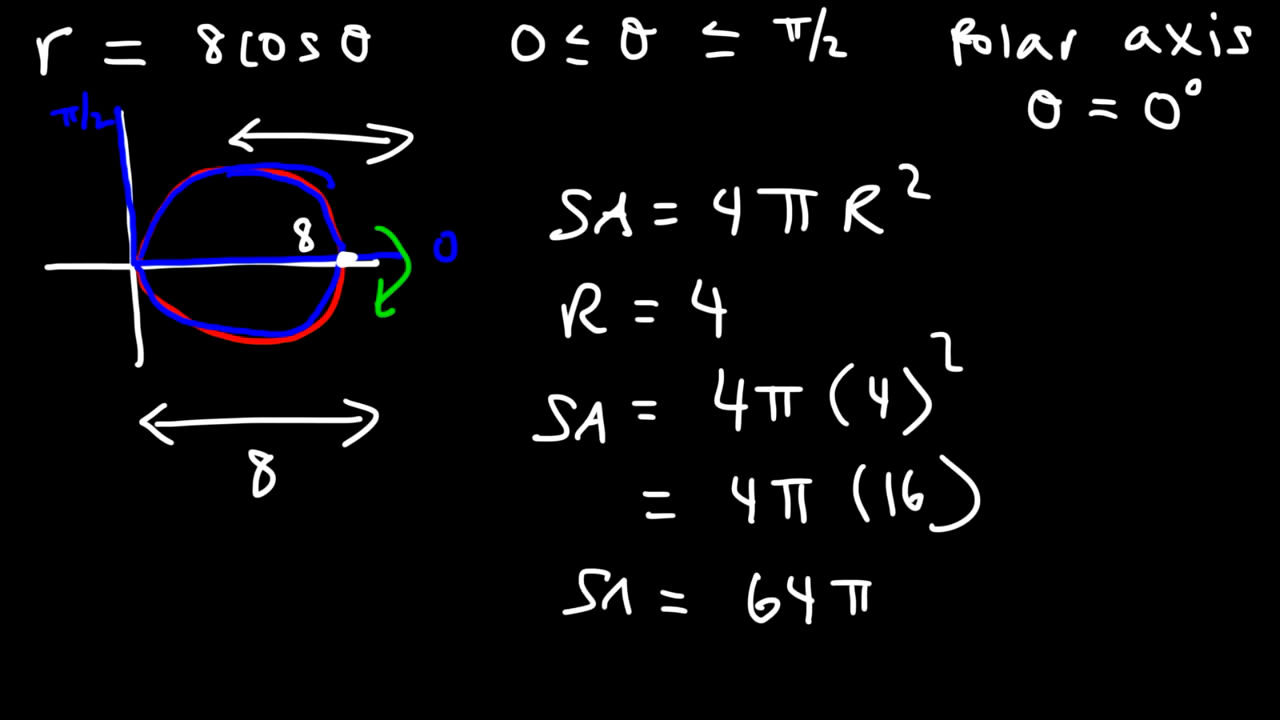 r = 8cosθ 0 ≤ θ ≤ π/2 Polar axis
θ = 0°
π/2
8
0
8
SA = 4πR²
R = 4
SA = 4π(4)²
= 4π(16)
SA = 64π